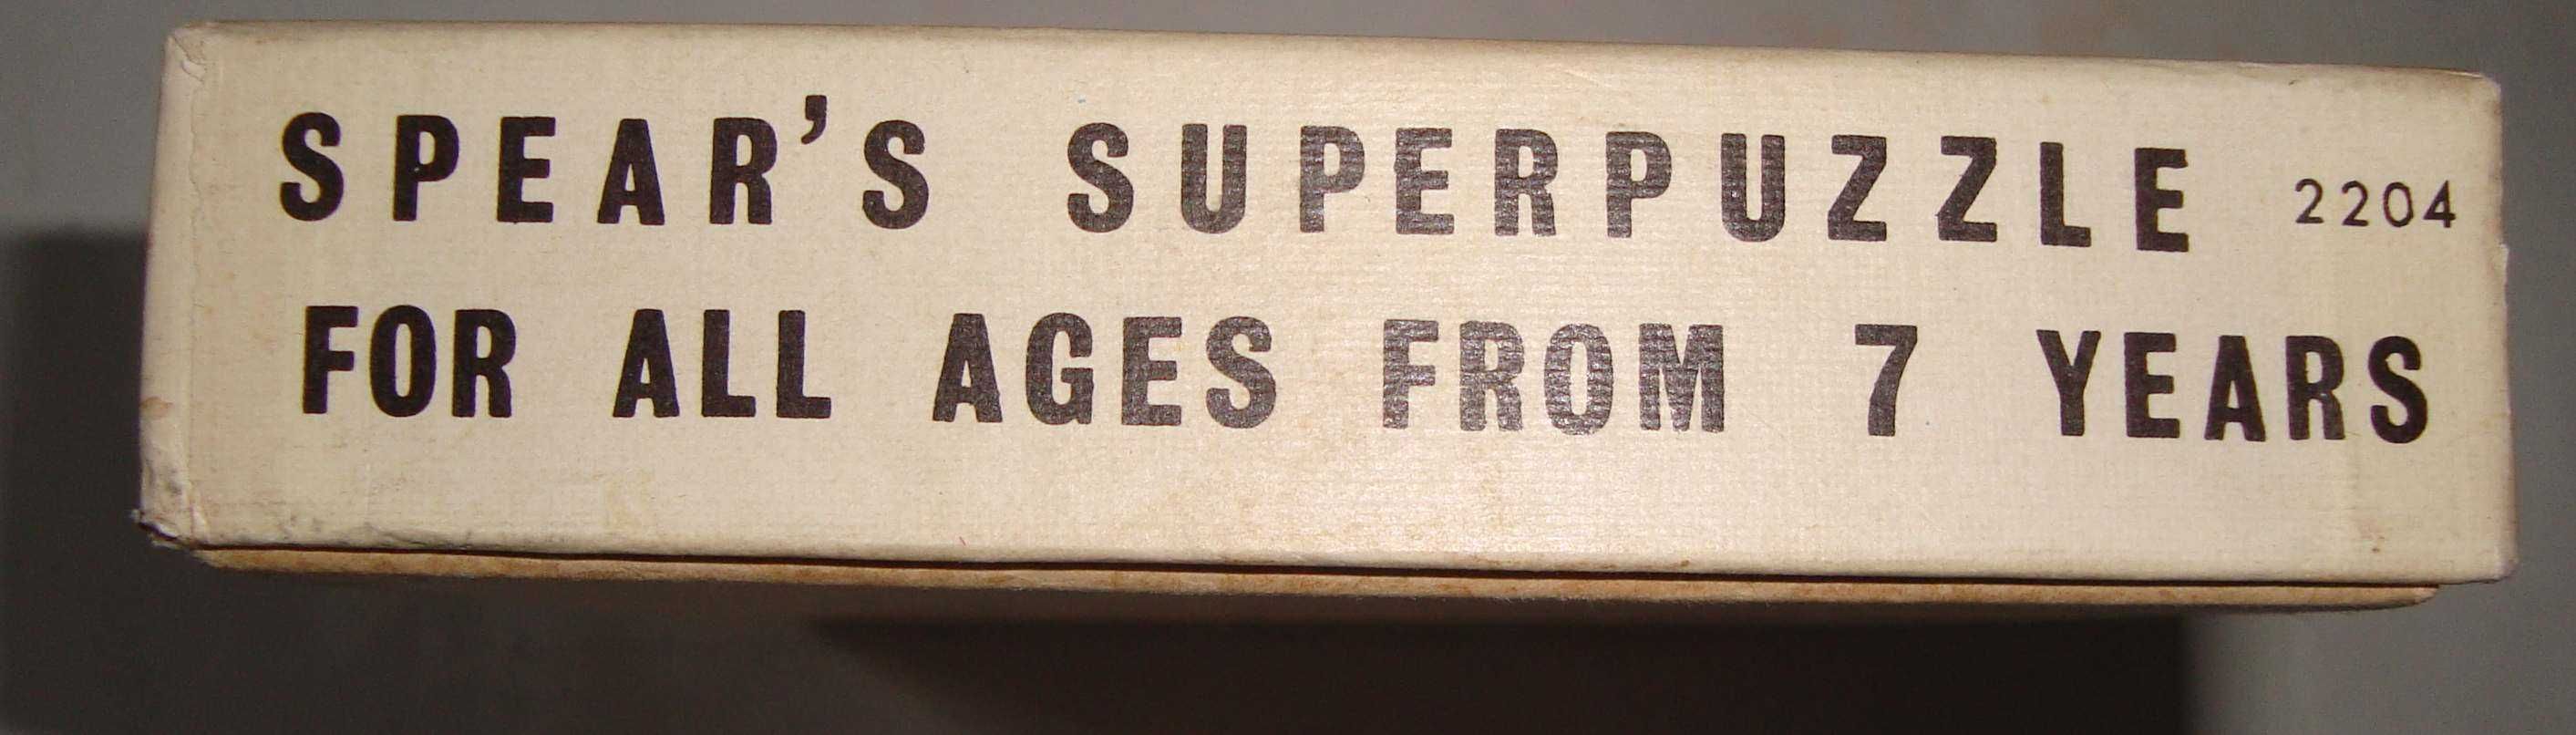 SPEAR'S SUPERPUZZLE 2204
FOR ALL AGES FROM 7 YEARS